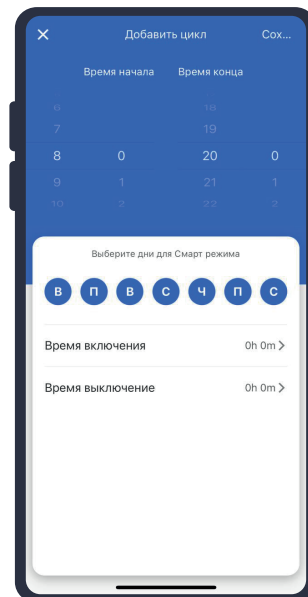 Добавить цикл Сох...
Время начала Время конца
6 18
7 19
8 0 20 0
9 1 21 1
10 2 22 2
Выберите дни для Смарт режима
В П В С Ч П С
Время включения 0h 0m
Время выключение 0h 0m